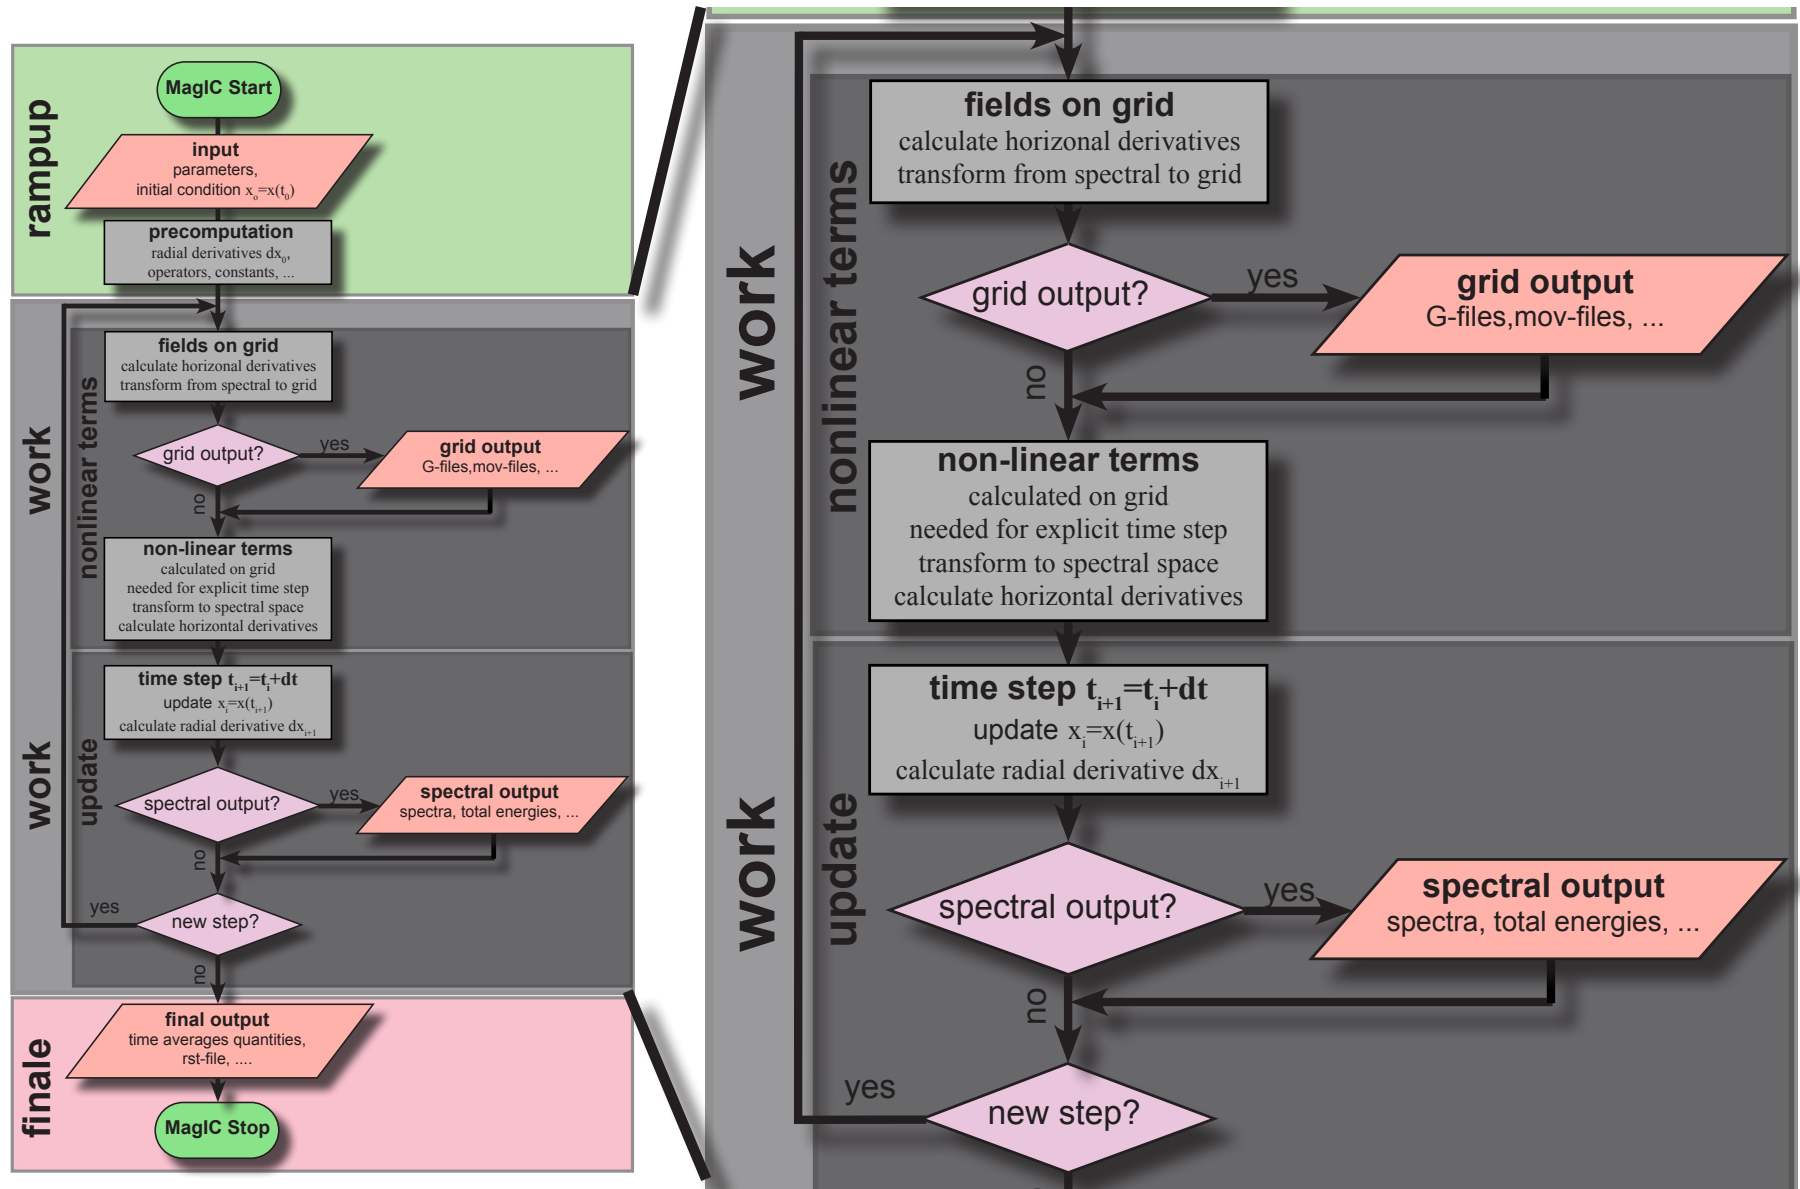 rampup
MagIC Start
input
parameters,
initial condition x₀=x(t₀)
precomputation
radial derivatives dx₀,
operators, constants, ...
work
nonlinear terms
fields on grid
calculate horizonal derivatives
transform from spectral to grid
grid output?
yes
grid output
G-files,mov-files, ...
no
non-linear terms
calculated on grid
needed for explicit time step
transform to spectral space
calculate horizontal derivatives
work
update
time step tᵢ₊₁=tᵢ+dt
update xᵢ=x(tᵢ₊₁)
calculate radial derivative dxᵢ₊₁
spectral output?
yes
spectral output
spectra, total energies, ...
no
yes
new step?
no
finale
final output
time averages quantities,
rst-file, ....
MagIC Stop
work
nonlinear terms
fields on grid
calculate horizonal derivatives
transform from spectral to grid
grid output?
yes
grid output
G-files,mov-files, ...
no
non-linear terms
calculated on grid
needed for explicit time step
transform to spectral space
calculate horizontal derivatives
work
update
time step tᵢ₊₁=tᵢ+dt
update xᵢ=x(tᵢ₊₁)
calculate radial derivative dxᵢ₊₁
spectral output?
yes
spectral output
spectra, total energies, ...
no
yes
new step?